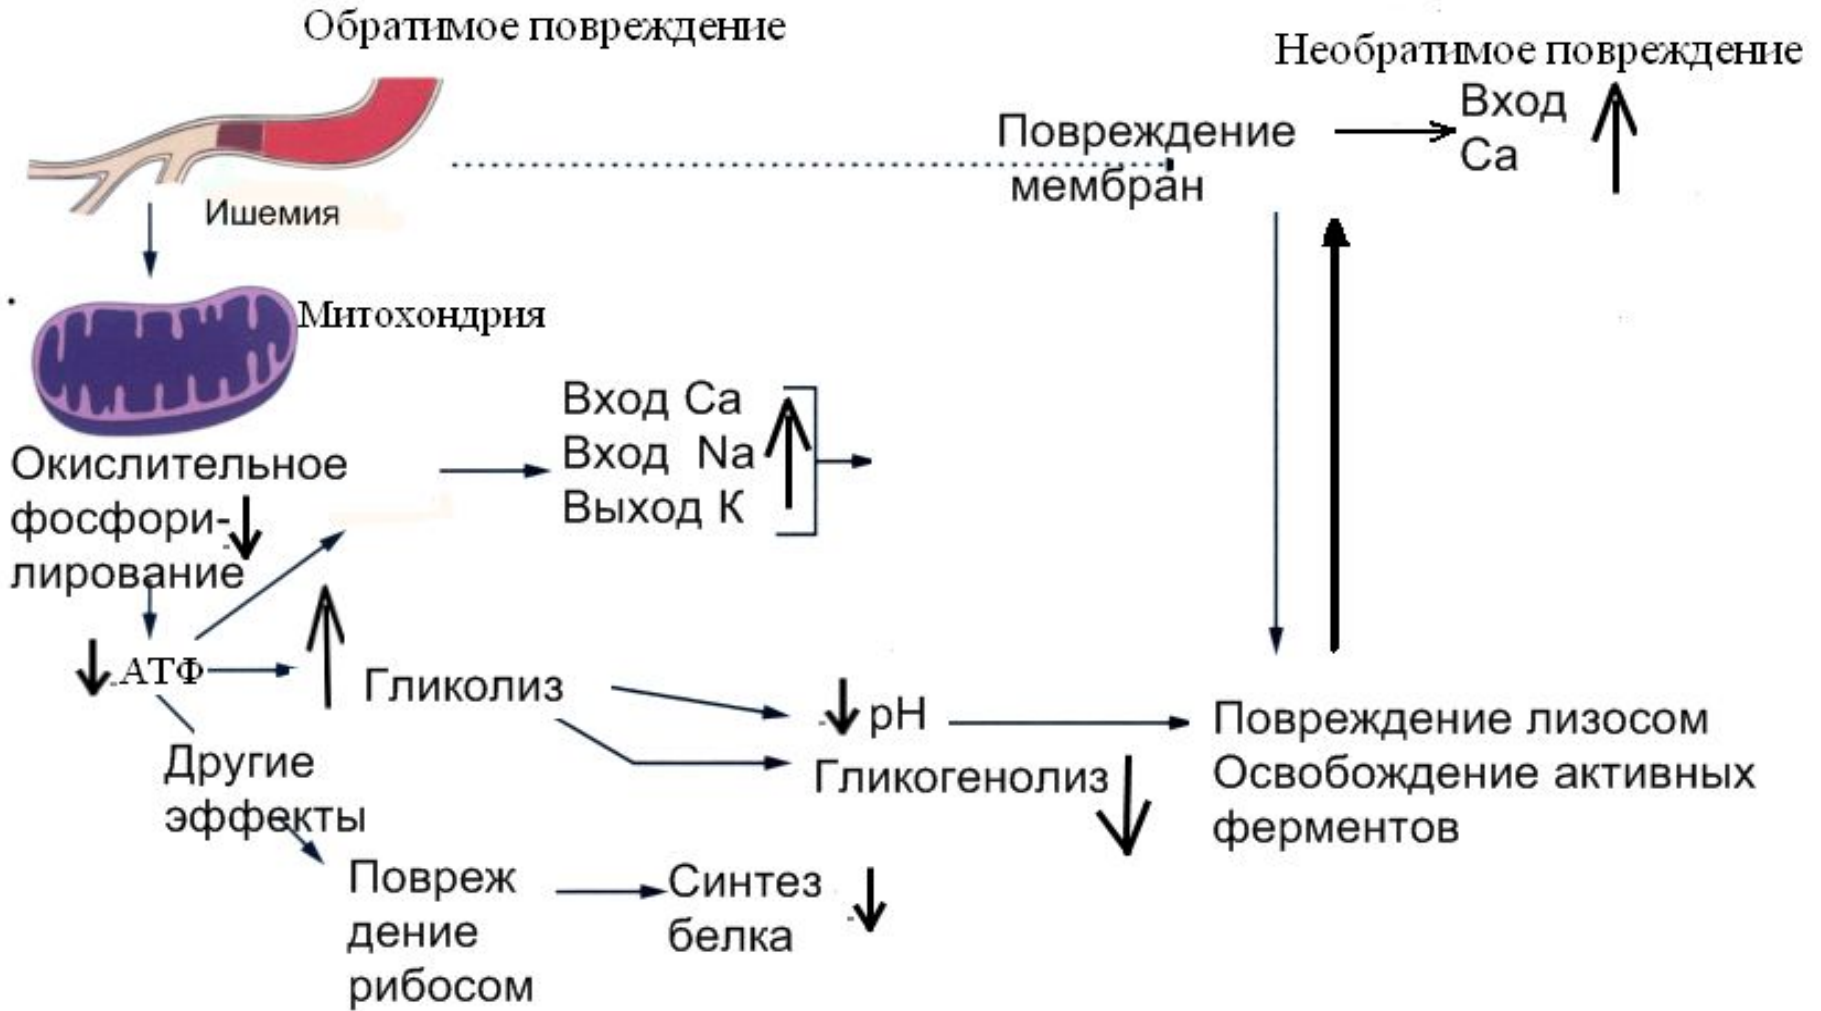 Обратимое повреждение
Необратимое повреждение
Вход
Са
Повреждение
мембран
Ишемия
Митохондрия
Вход Са
Вход Na
Выход К
Окислительное
фосфори-
лирование
АТФ
Гликолиз
рН
Гликогенолиз
Повреждение лизосом
Освобождение активных
ферментов
Другие
эффекты
Повреж
дение
рибосом
Синтез
белка